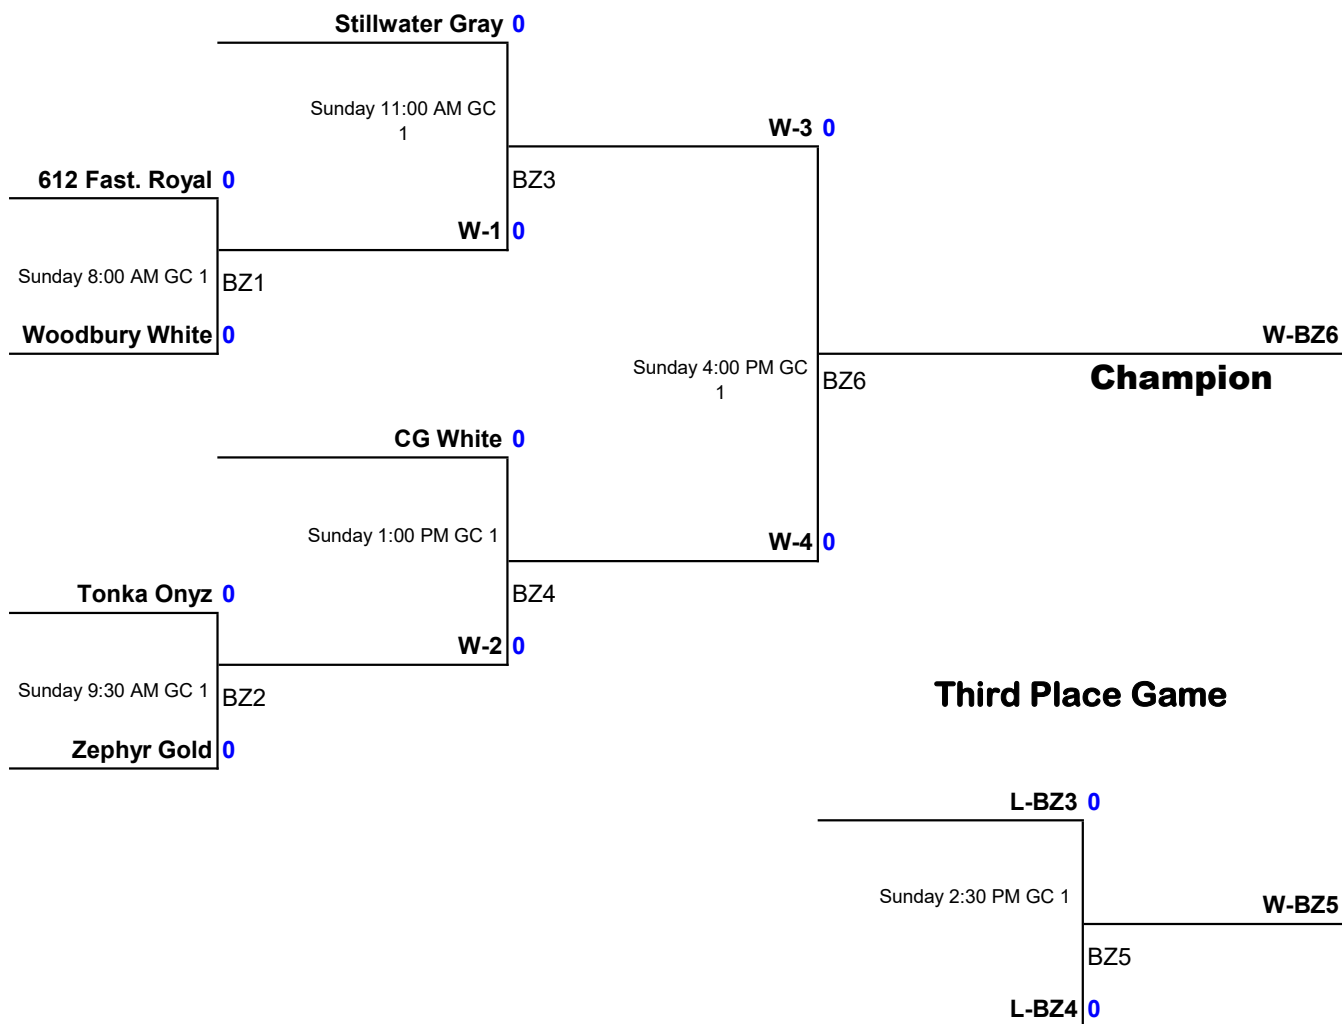 Stillwater Gray 0
Sunday 11:00 AM GC
1
W-3 0
612 Fast. Royal 0
BZ3
W-1 0
Sunday 8:00 AM GC 1
BZ1
Woodbury White 0
W-BZ6
Sunday 4:00 PM GC
1
BZ6
Champion
CG White 0
Sunday 1:00 PM GC 1
W-4 0
Tonka Onyz 0
BZ4
W-2 0
Sunday 9:30 AM GC 1
BZ2
Third Place Game
Zephyr Gold 0
L-BZ3 0
Sunday 2:30 PM GC 1
W-BZ5
BZ5
L-BZ4 0